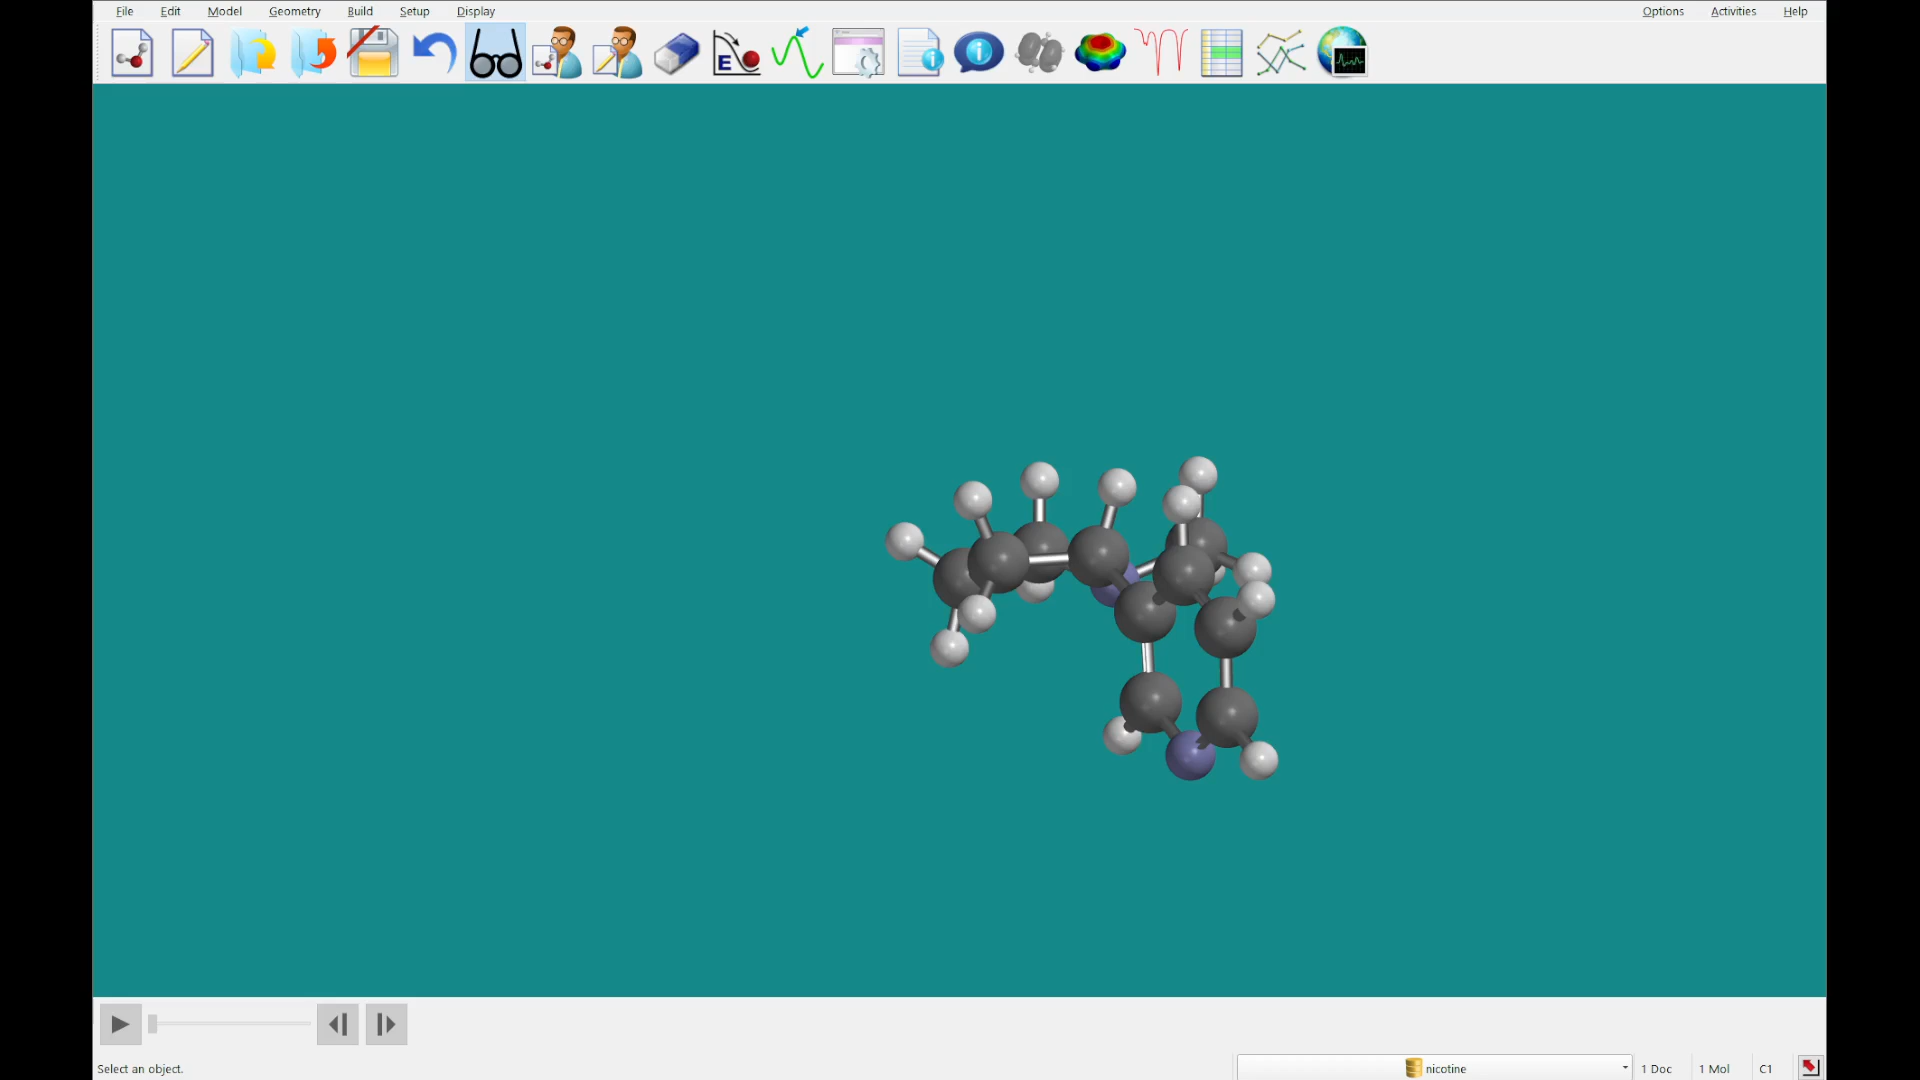 File Edit Model Geometry Build Setup Display Options Activities Help
E
Select an object. nicotine 1 Doc 1 Mol C1